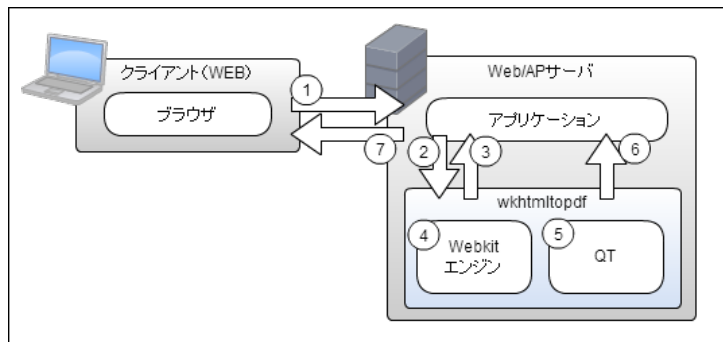 クライアント(WEB)
ブラウザ
Web/APサーバ
アプリケーション
1
7
2
3
6
wkhtmltopdf
4
Webkit
エンジン
5
QT